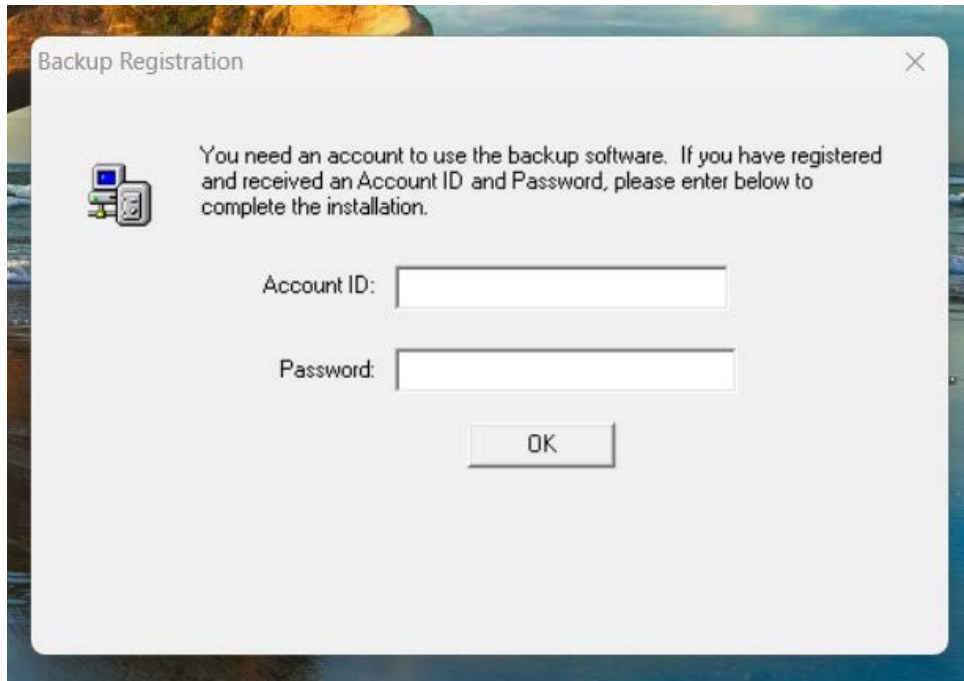 Backup Registration
You need an account to use the backup software.  If you have registered
and received an Account ID and Password, please enter below to
complete the installation.
Account ID:
Password:
OK